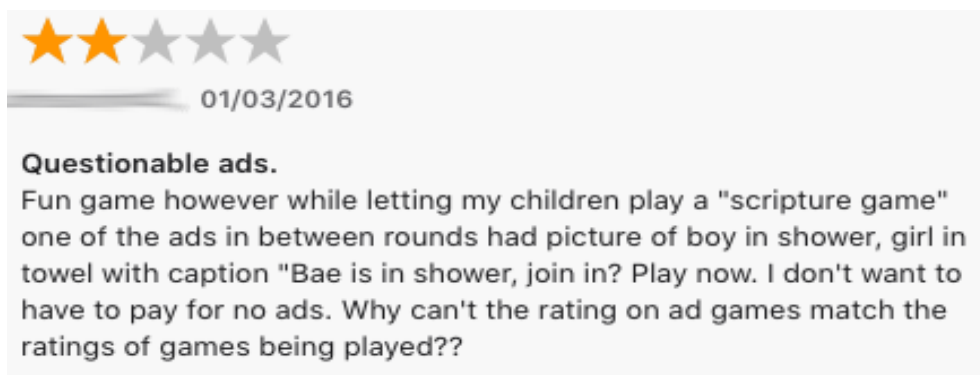 01/03/2016
Questionable ads.
Fun game however while letting my children play a "scripture game"
one of the ads in between rounds had picture of boy in shower, girl in
towel with caption "Bae is in shower, join in? Play now. I don't want to
have to pay for no ads. Why can't the rating on ad games match the
ratings of games being played??